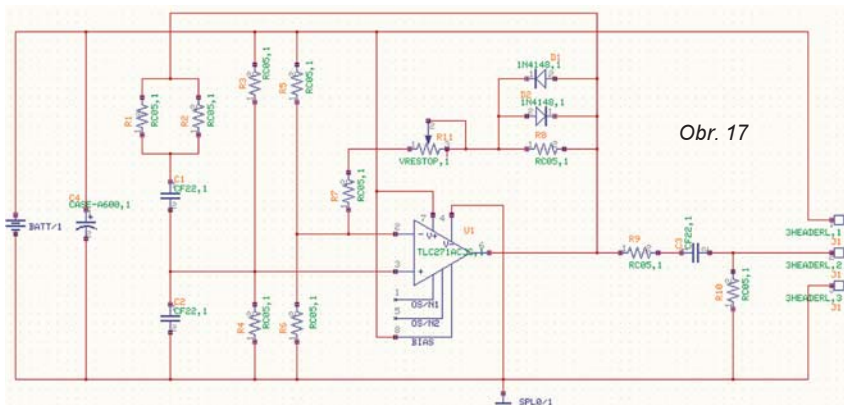 D1
1N4148,1
D2
1N4148,1
R3
RC05,1
R5
RC05,1
R1
RC05,1
R2
RC05,1
R11
VRESTOP,1
R8
RC05,1
Obr. 17
C1
CF22,1
C4
CASE-A600,1
R7
RC05,1
BATT/1
7
4
V+
V-
U1
2
TLC271AC
6
3
3HEADERL,1
J1
R9
RC05,1
C3
CF22,1
3HEADERL,2
J1
C2
CF22,1
R4
RC05,1
R6
RC05,1
1
OS/N1
5
OS/N2
8
BIAS
R10
RC05,1
3HEADERL,3
J1
SPL0/1